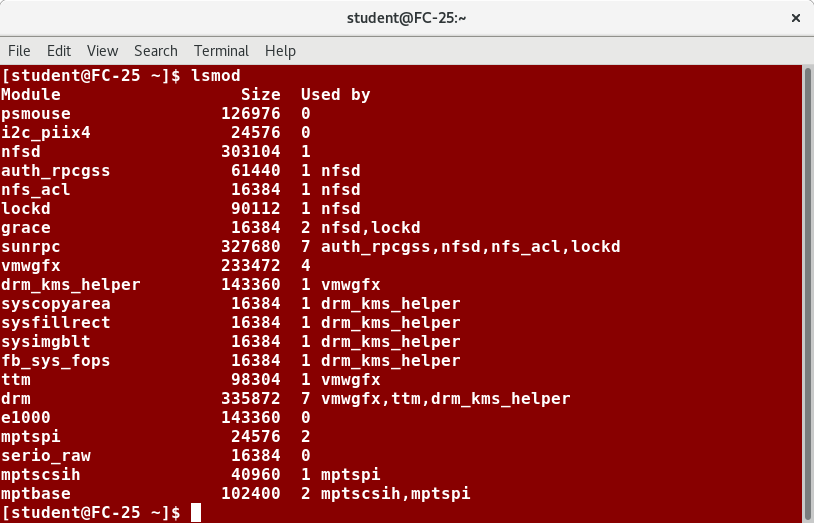 student@FC-25:~
File Edit View Search Terminal Help
[student@FC-25 ~]$ lsmod
Module                  Size  Used by
psmouse               126976  0
i2c_piix4              24576  0
nfsd                  303104  1
auth_rpcgss            61440  1 nfsd
nfs_acl                16384  1 nfsd
lockd                  90112  1 nfsd
grace                  16384  2 nfsd,lockd
sunrpc                327680  7 auth_rpcgss,nfsd,nfs_acl,lockd
vmwgfx                233472  4
drm_kms_helper        143360  1 vmwgfx
syscopyarea            16384  1 drm_kms_helper
sysfillrect            16384  1 drm_kms_helper
sysimgblt              16384  1 drm_kms_helper
fb_sys_fops            16384  1 drm_kms_helper
ttm                    98304  1 vmwgfx
drm                   335872  7 vmwgfx,ttm,drm_kms_helper
e1000                 143360  0
mptspi                 24576  2
serio_raw              16384  0
mptscsih               40960  1 mptspi
mptbase               102400  2 mptscsih,mptspi
[student@FC-25 ~]$